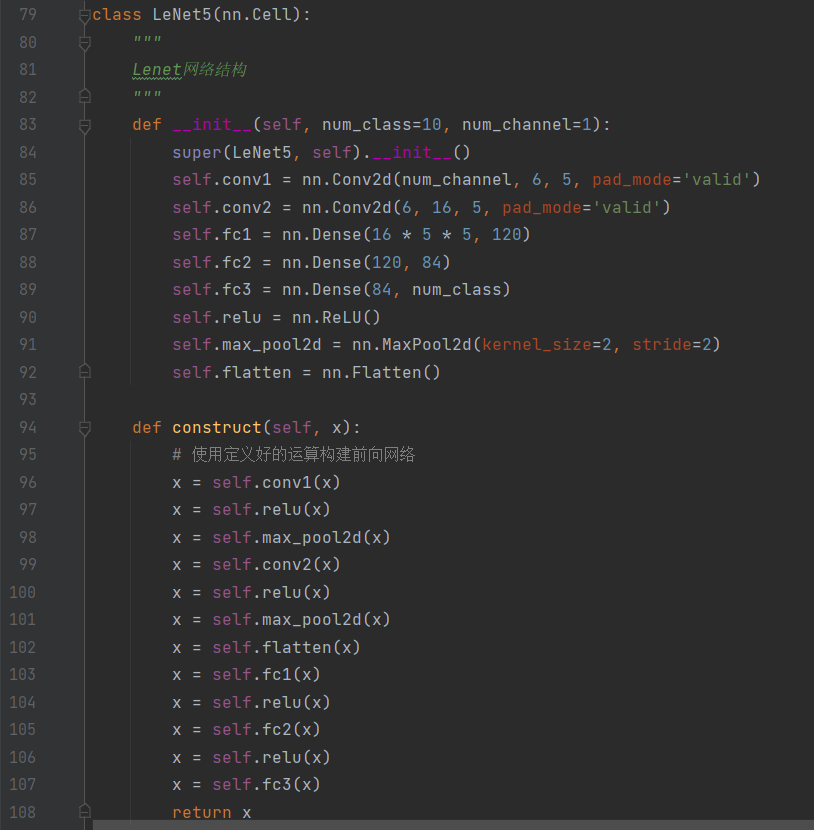 79 class LeNet5(nn.Cell):
80     """
81     Lenet网络结构
82     """
83     def __init__(self, num_class=10, num_channel=1):
84         super(LeNet5, self).__init__()
85         self.conv1 = nn.Conv2d(num_channel, 6, 5, pad_mode='valid')
86         self.conv2 = nn.Conv2d(6, 16, 5, pad_mode='valid')
87         self.fc1 = nn.Dense(16 * 5 * 5, 120)
88         self.fc2 = nn.Dense(120, 84)
89         self.fc3 = nn.Dense(84, num_class)
90         self.relu = nn.ReLU()
91         self.max_pool2d = nn.MaxPool2d(kernel_size=2, stride=2)
92         self.flatten = nn.Flatten()
93
94     def construct(self, x):
95         # 使用定义好的运算构建前向网络
96         x = self.conv1(x)
97         x = self.relu(x)
98         x = self.max_pool2d(x)
99         x = self.conv2(x)
100         x = self.relu(x)
101         x = self.max_pool2d(x)
102         x = self.flatten(x)
103         x = self.fc1(x)
104         x = self.relu(x)
105         x = self.fc2(x)
106         x = self.relu(x)
107         x = self.fc3(x)
108         return x